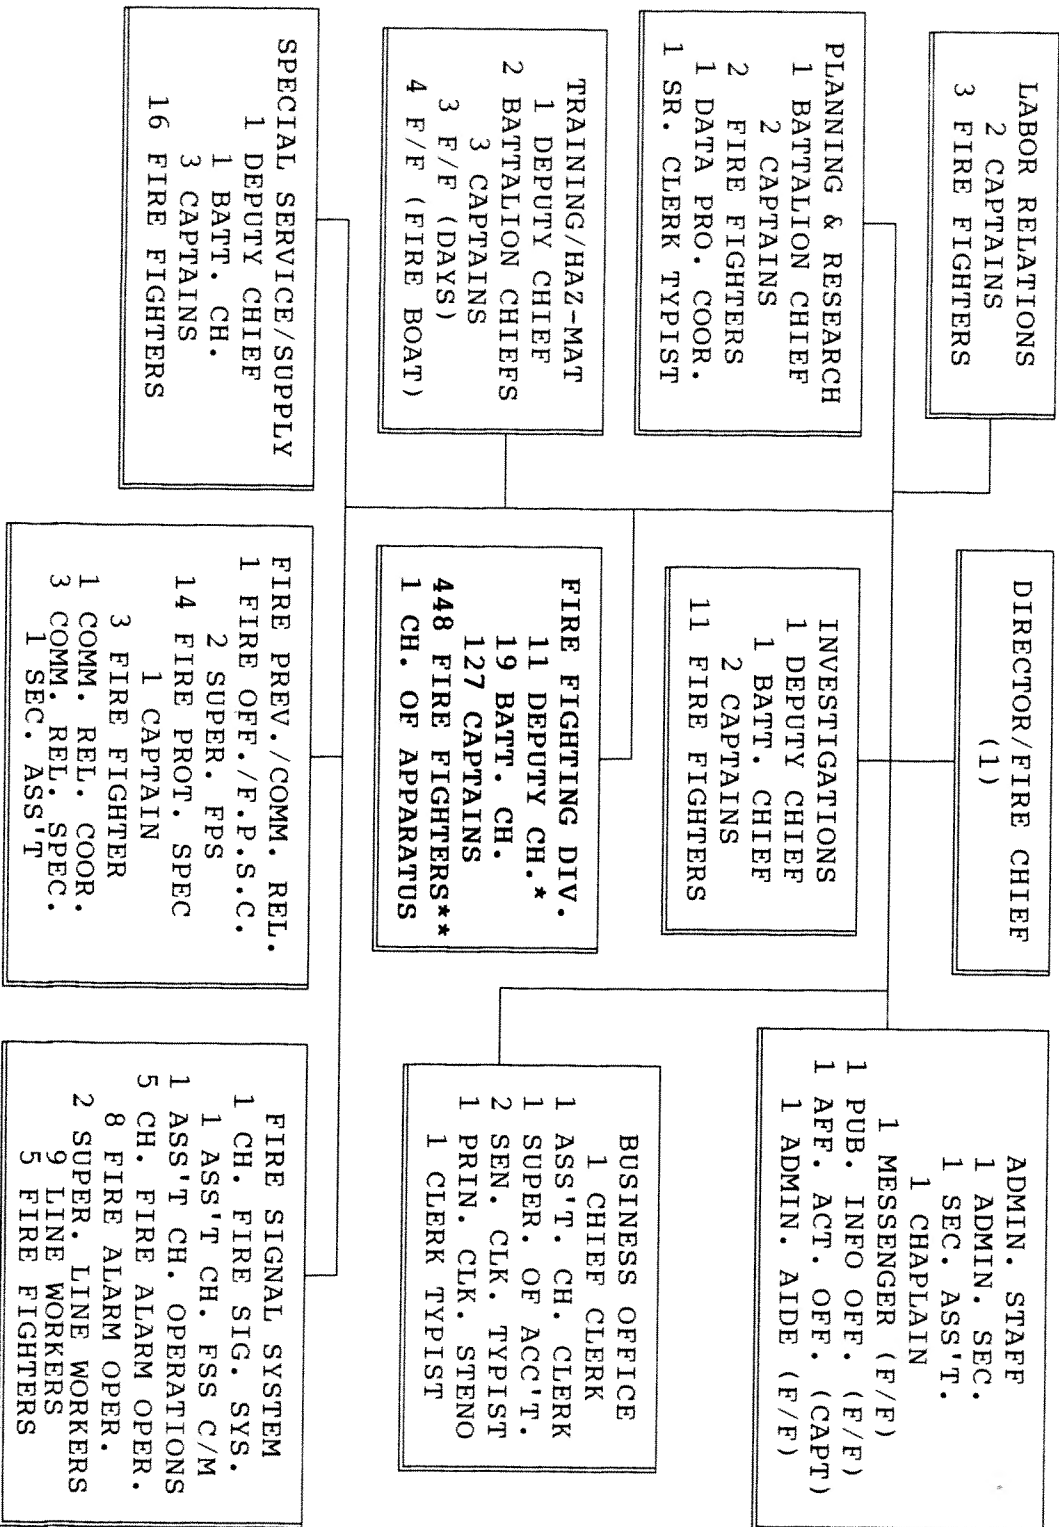 LABOR RELATIONS
2 CAPTAINS
3 FIRE FIGHTERS
DIRECTOR/FIRE CHIEF
(1)
ADMIN. STAFF
1 ADMIN. SEC.
1 SEC. ASS'T.
1 CHAPLAIN
1 MESSENGER (F/F)
1 PUB. INFO OFF. (F/F)
1 AFF. ACT. OFF. (CAPT)
1 ADMIN. AIDE (F/F)
PLANNING & RESEARCH
1 BATTALION CHIEF
2 CAPTAINS
2 FIRE FIGHTERS
1 DATA PRO. COOR.
1 SR. CLERK TYPIST
INVESTIGATIONS
1 DEPUTY CHIEF
1 BATT. CHIEF
2 CAPTAINS
11 FIRE FIGHTERS
BUSINESS OFFICE
1 CHIEF CLERK
1 ASS'T. CH. CLERK
1 SUPER. OF ACC'T.
2 SEN. CLK. TYPIST
1 PRIN. CLK. STENO
1 CLERK TYPIST
TRAINING/HAZ-MAT
1 DEPUTY CHIEF
2 BATTALION CHIEFS
3 CAPTAINS
3 F/F (DAYS)
4 F/F (FIRE BOAT)
FIRE FIGHTING DIV.
11 DEPUTY CH.*
19 BATT. CH.
127 CAPTAINS
448 FIRE FIGHTERS**
1 CH. OF APPARATUS
SPECIAL SERVICE/SUPPLY
1 DEPUTY CHIEF
1 BATT. CH.
3 CAPTAINS
16 FIRE FIGHTERS
FIRE PREV./COMM. REL.
1 FIRE OFF./F.P.S.C.
2 SUPER. FPS
14 FIRE PROT. SPEC
1 CAPTAIN
3 FIRE FIGHTER
1 COMM. REL. COOR.
3 COMM. REL. SPEC.
1 SEC. ASS'T
FIRE SIGNAL SYSTEM
1 CH. FIRE SIG. SYS.
1 ASS'T CH. FSS C/M
1 ASS'T CH. OPERATIONS
5 CH. FIRE ALARM OPER.
8 FIRE ALARM OPER.
2 SUPER. LINE WORKERS
9 LINE WORKERS
5 FIRE FIGHTERS